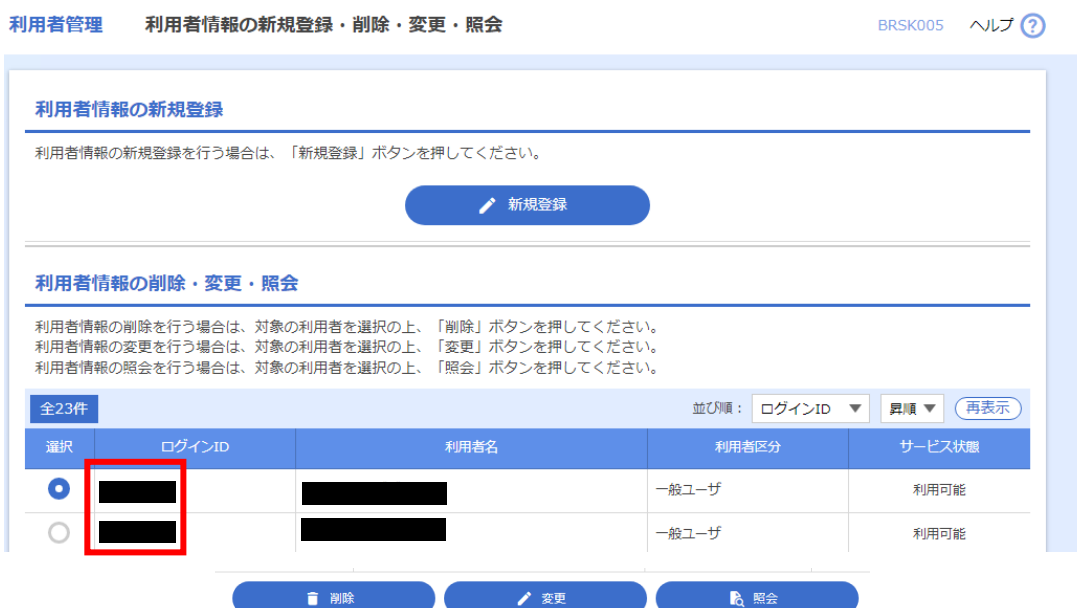 利用者管理 利用者情報の新規登録・削除・変更・照会 BRSK005 ヘルプ ?
利用者情報の新規登録
利用者情報の新規登録を行う場合は、「新規登録」ボタンを押してください。
新規登録
利用者情報の削除・変更・照会
利用者情報の削除を行う場合は、対象の利用者を選択の上、「削除」ボタンを押してください。
利用者情報の変更を行う場合は、対象の利用者を選択の上、「変更」ボタンを押してください。
利用者情報の照会を行う場合は、対象の利用者を選択の上、「照会」ボタンを押してください。
全23件 並び順： ログインID ▼ 昇順 ▼ 再表示
選択 ログインID 利用者名 利用者区分 サービス状態
一般ユーザ 利用可能
一般ユーザ 利用可能
削除 変更 照会